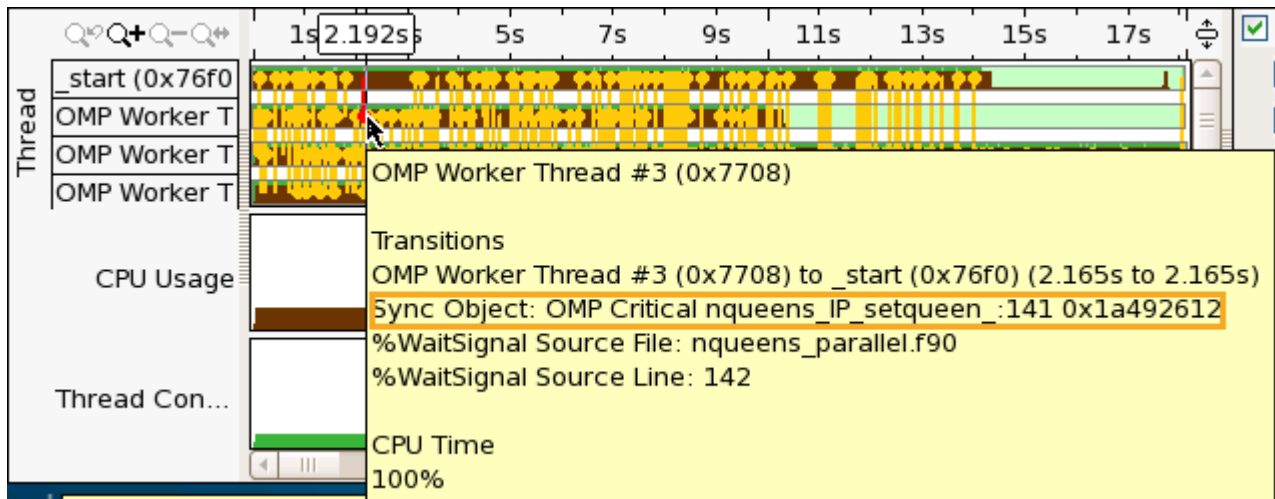 1s 2.192s 5s 7s 9s 11s 13s 15s 17s
Thread
_start (0x76f0
OMP Worker T
OMP Worker T
OMP Worker T
OMP Worker Thread #3 (0x7708)
Transitions
OMP Worker Thread #3 (0x7708) to _start (0x76f0) (2.165s to 2.165s)
Sync Object: OMP Critical nqueens_IP_setqueen_:141 0x1a492612
%WaitSignal Source File: nqueens_parallel.f90
%WaitSignal Source Line: 142
CPU Time
100%
CPU Usage
Thread Con...